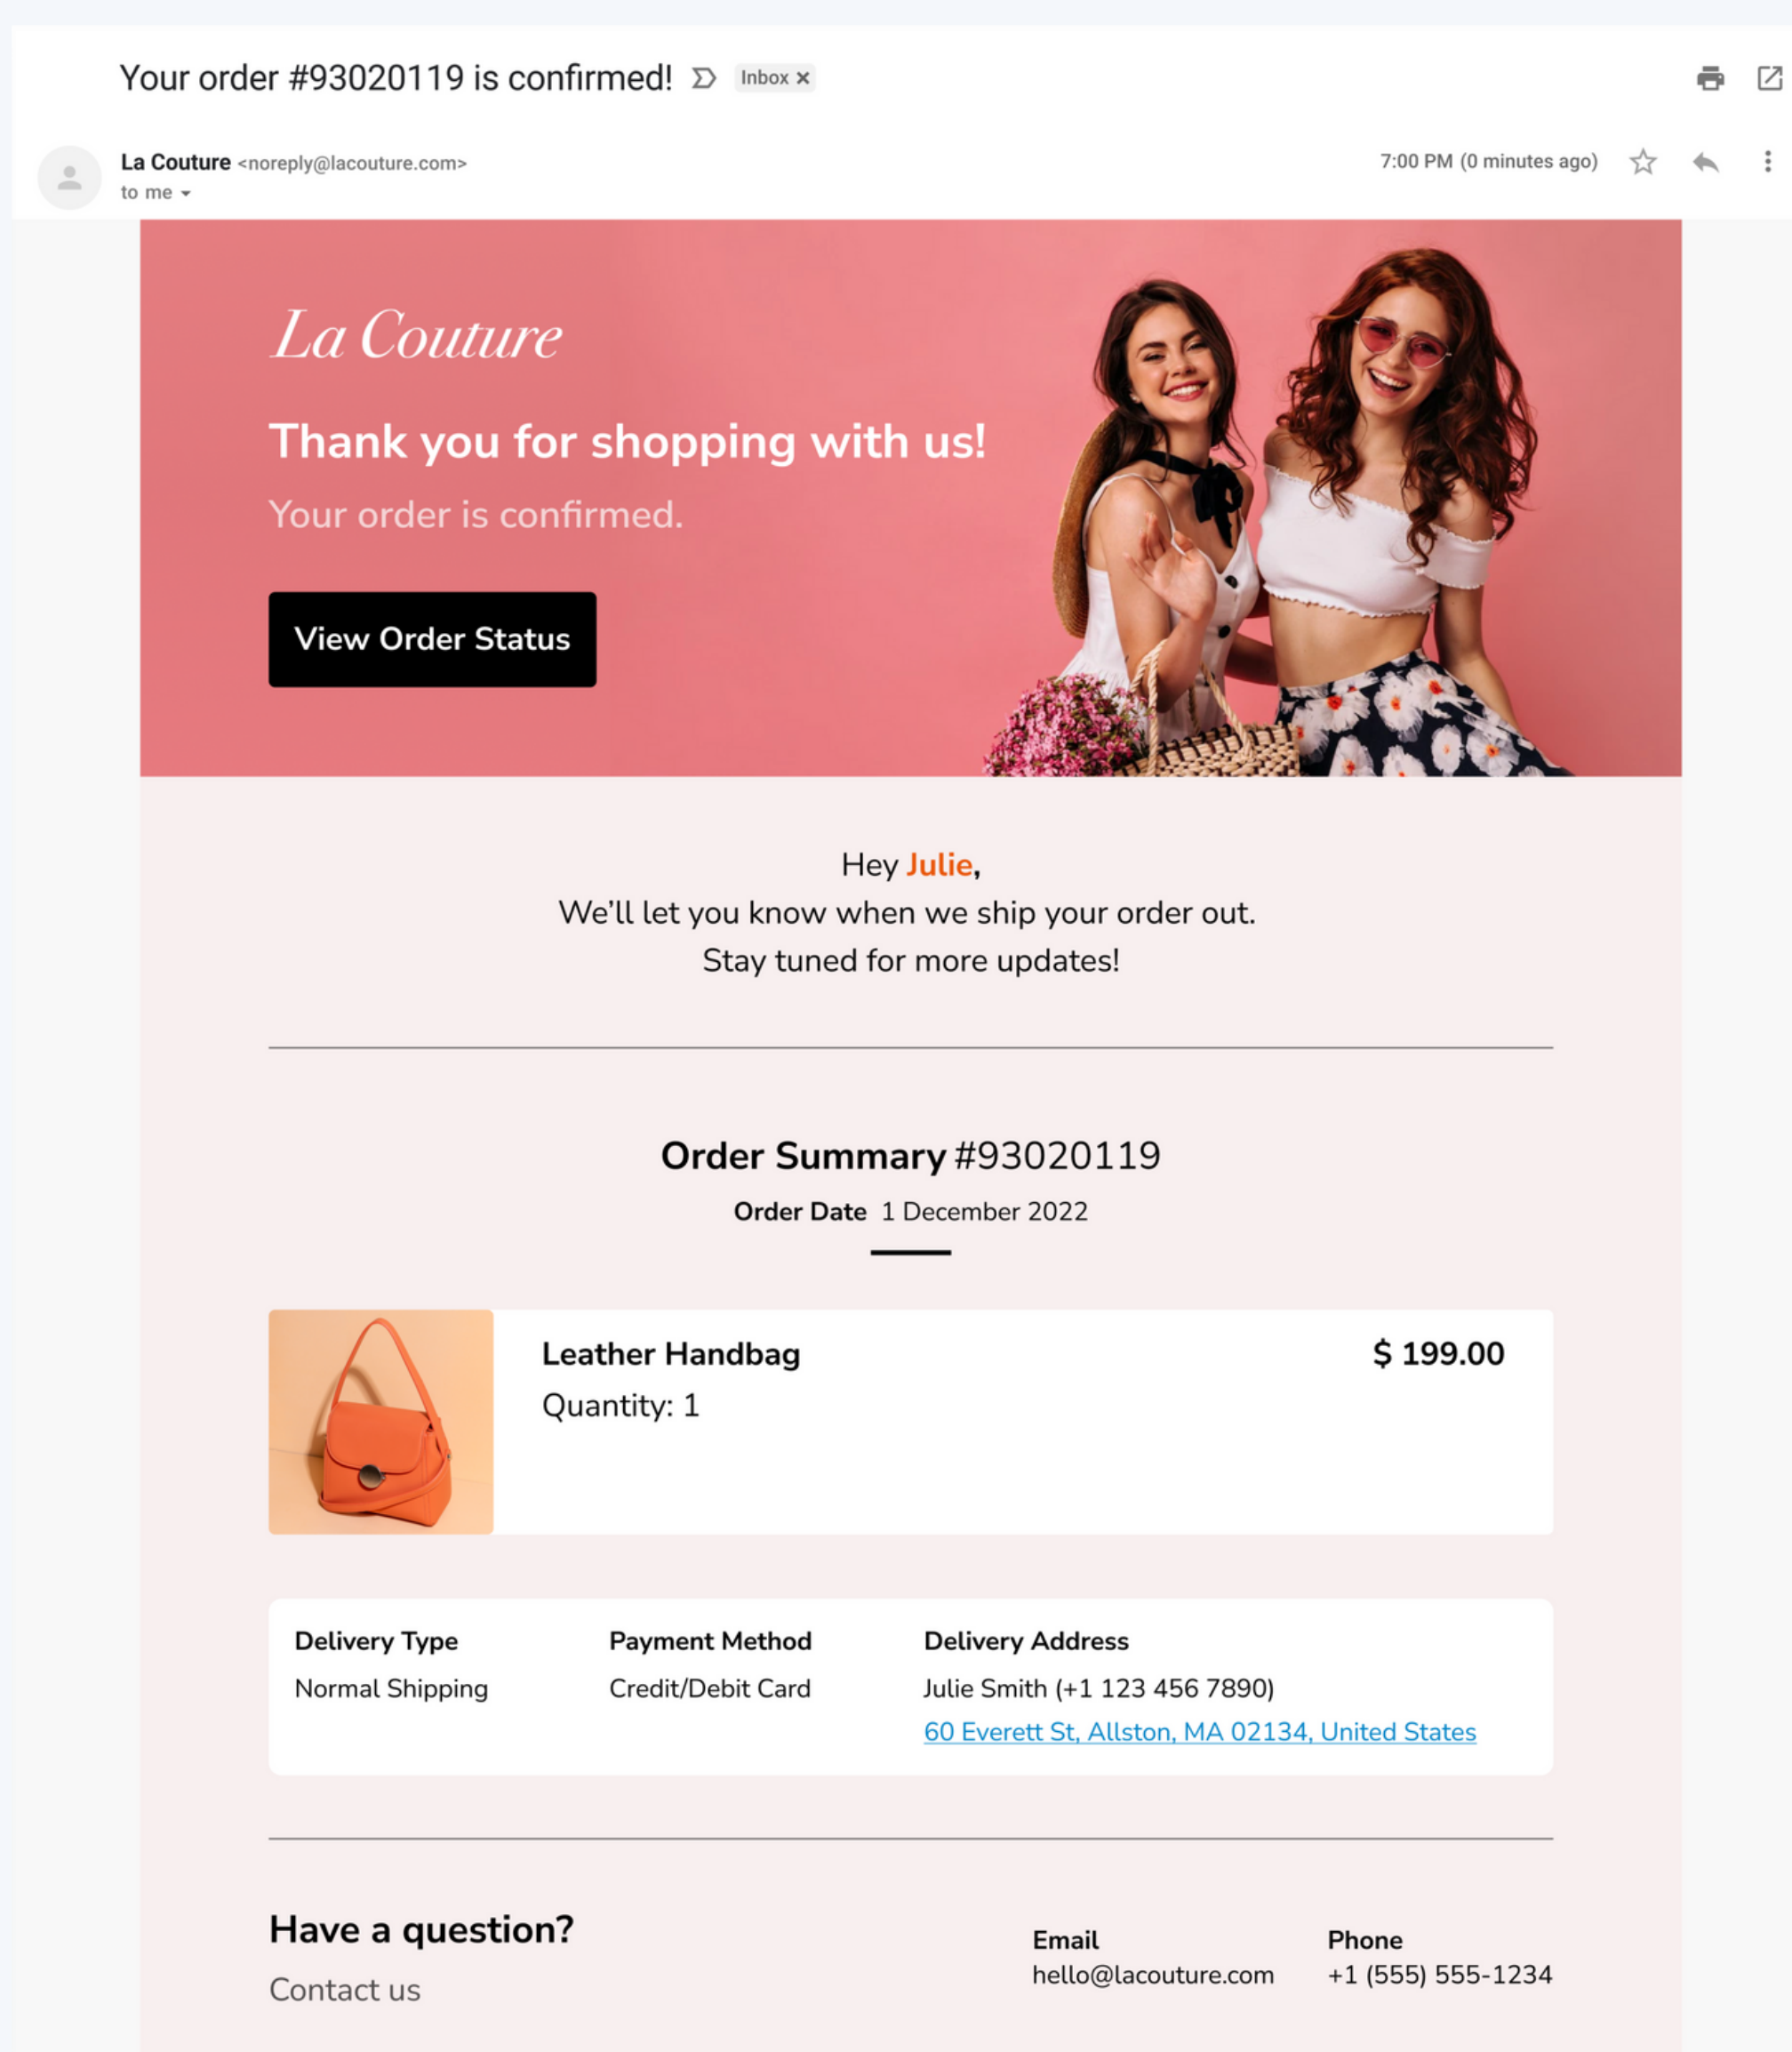 Your order #93020119 is confirmed! Inbox ×
La Couture <noreply@lacouture.com> 7:00 PM (0 minutes ago)
to me
La Couture
Thank you for shopping with us!
Your order is confirmed.
View Order Status
Hey Julie,
We’ll let you know when we ship your order out.
Stay tuned for more updates!
Order Summary #93020119
Order Date 1 December 2022
Leather Handbag $ 199.00
Quantity: 1
Delivery Type Payment Method Delivery Address
Normal Shipping Credit/Debit Card Julie Smith (+1 123 456 7890)
60 Everett St, Allston, MA 02134, United States
Have a question?
Contact us
Email Phone
hello@lacouture.com +1 (555) 555-1234